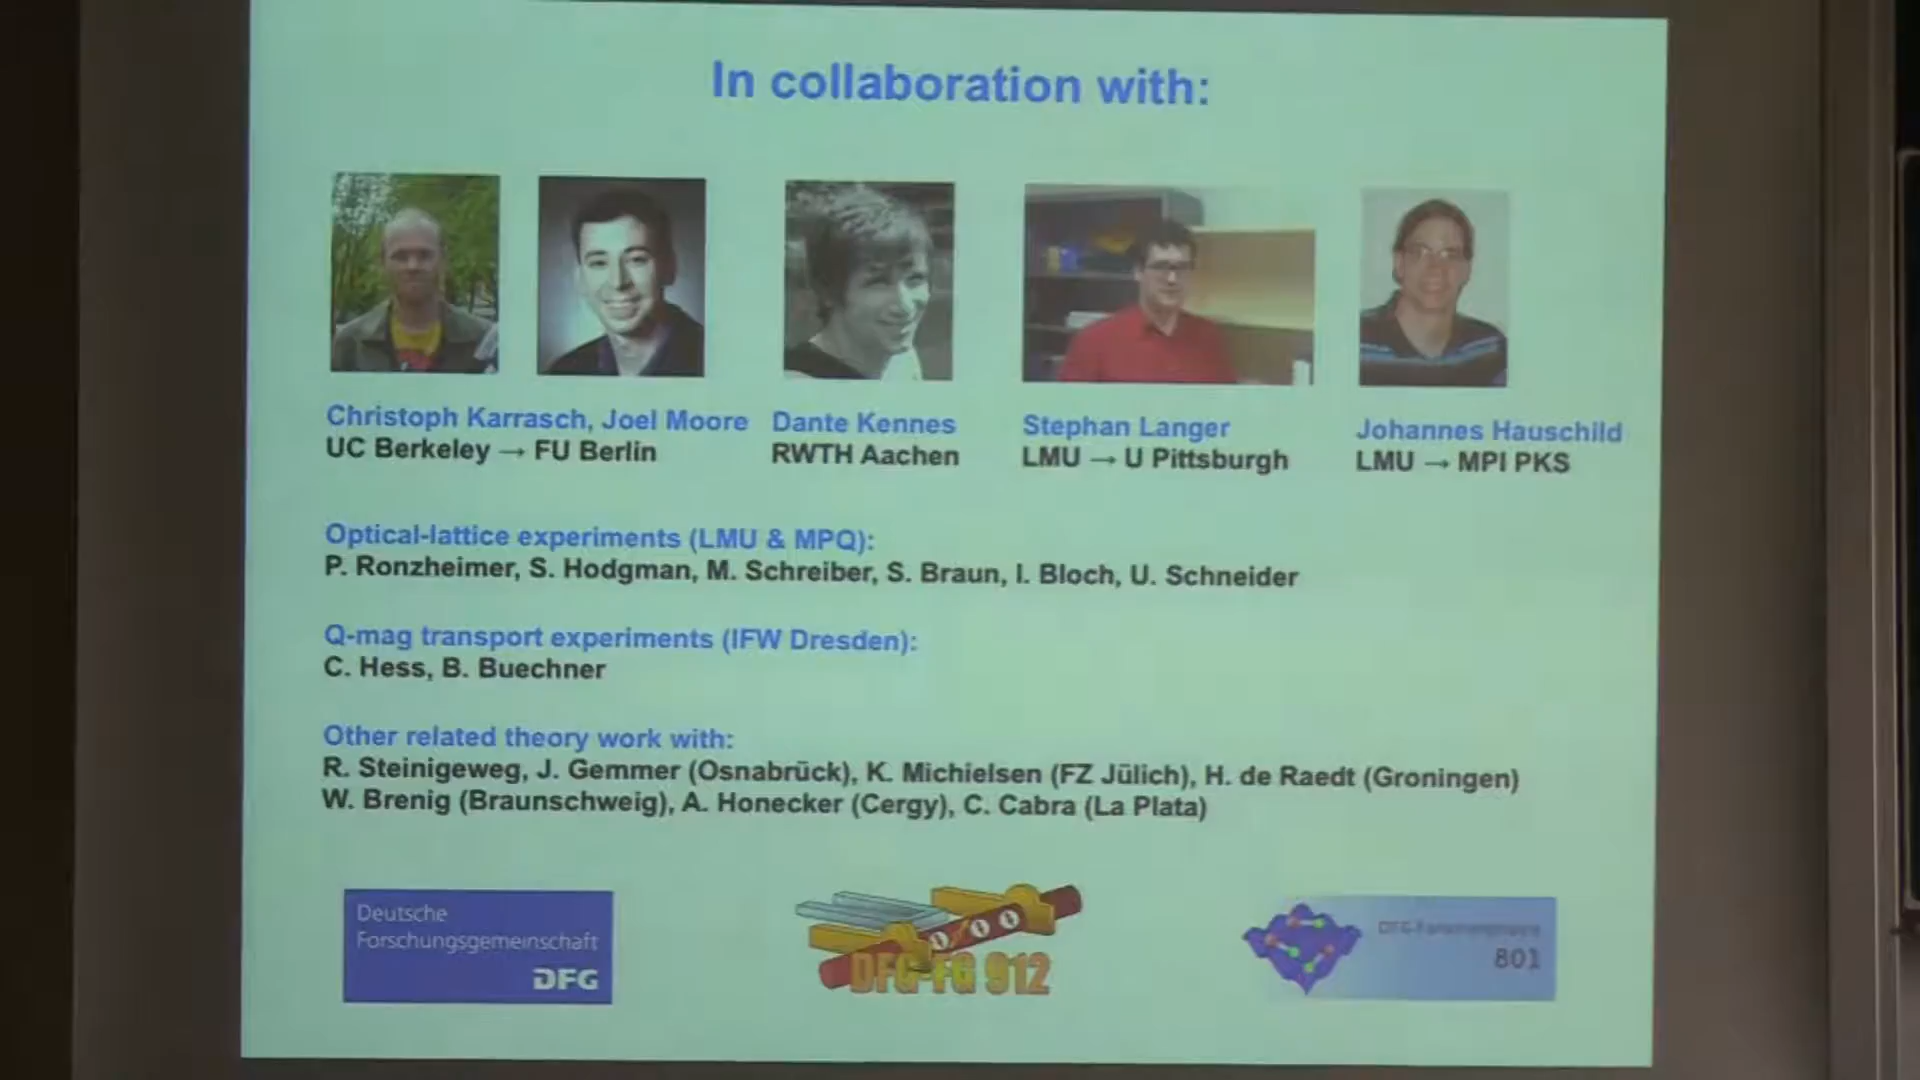 In collaboration with:
Christoph Karrasch, Joel Moore
UC Berkeley → FU Berlin
Dante Kennes
RWTH Aachen
Stephan Langer
LMU → U Pittsburgh
Johannes Hauschild
LMU → MPI PKS
Optical-lattice experiments (LMU & MPQ):
P. Ronzheimer, S. Hodgman, M. Schreiber, S. Braun, I. Bloch, U. Schneider
Q-mag transport experiments (IFW Dresden):
C. Hess, B. Buechner
Other related theory work with:
R. Steinigeweg, J. Gemmer (Osnabrück), K. Michielsen (FZ Jülich), H. de Raedt (Groningen)
W. Brenig (Braunschweig), A. Honecker (Cergy), C. Cabra (La Plata)
Deutsche
Forschungsgemeinschaft
DFG
DFG-FG 912
801